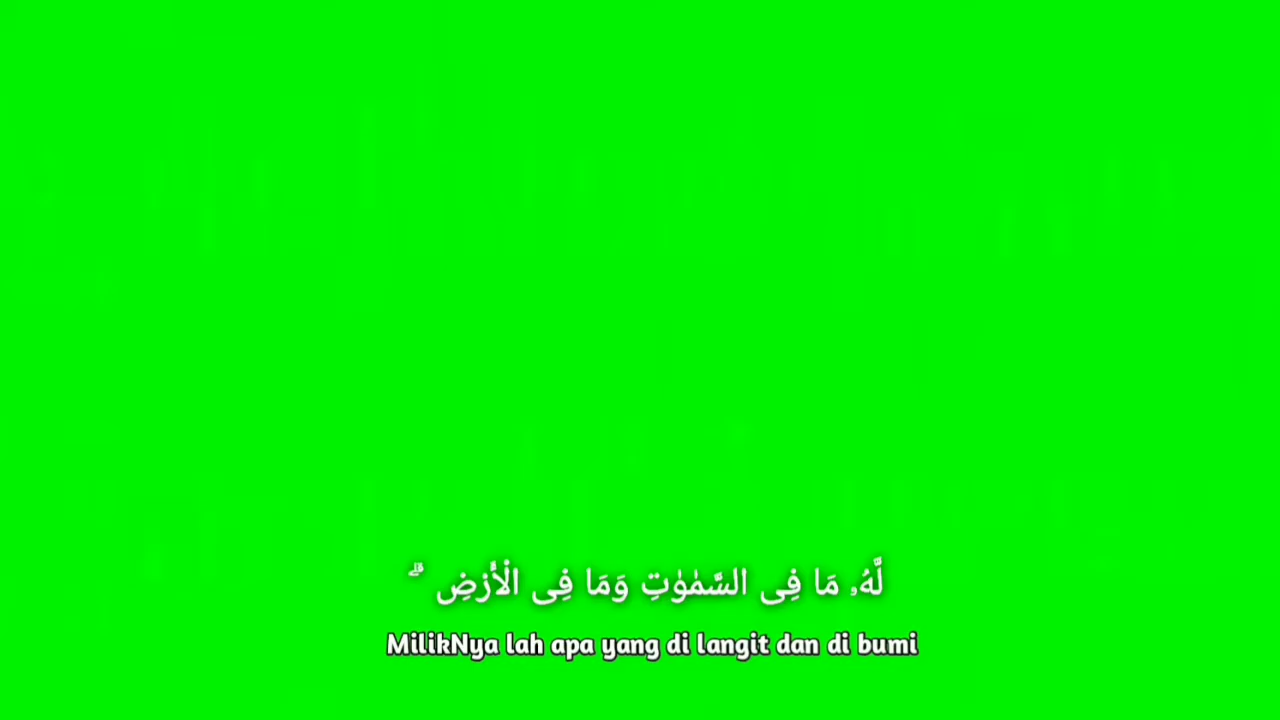 لَّهُۥ مَا فِى السَّمٰوٰتِ وَمَا فِى الْأَرْضِ ۗ
MilikNya lah apa yang di langit dan di bumi